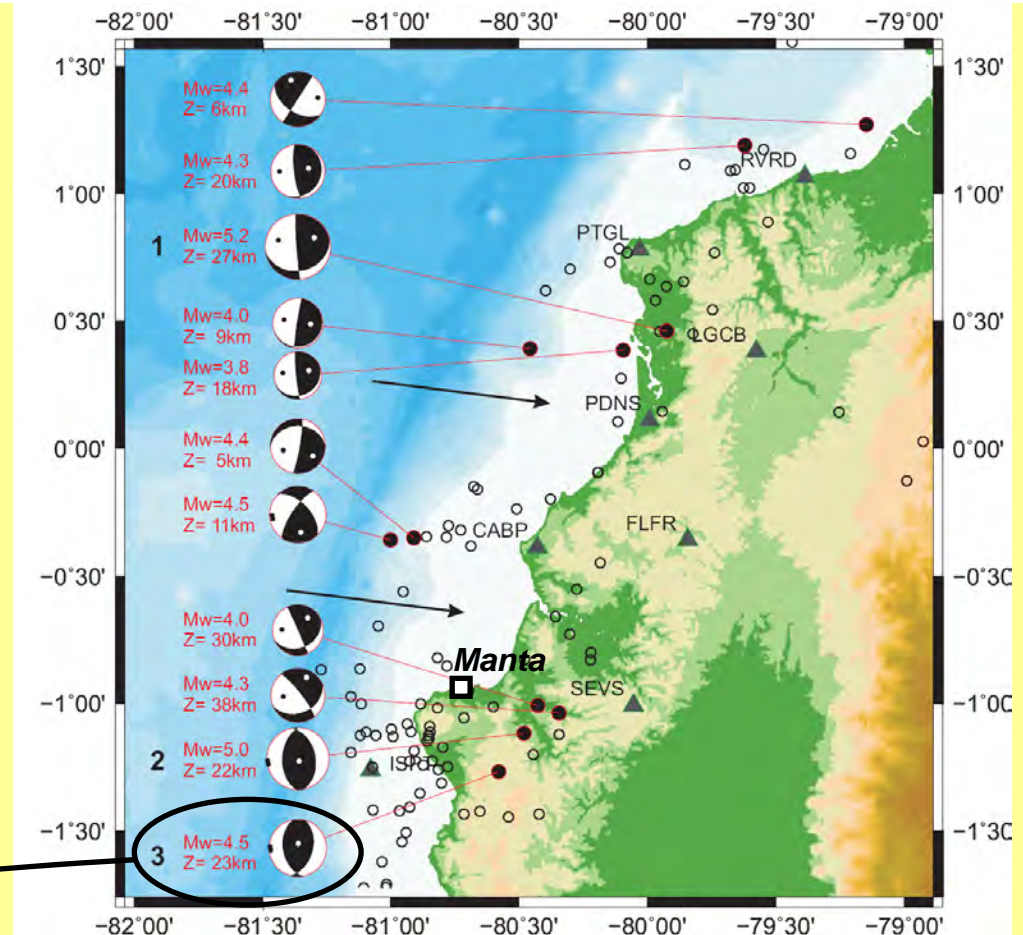 −82°00' −81°30' −81°00' −80°30' −80°00' −79°30' −79°00'
1°30' 1°30'
Mw=4.4
Z= 6km
Mw=4.3
Z= 20km
RVRD
1°00' 1°00'
PTGL
1 Mw=5.2
Z= 27km
Mw=4.0
Z= 9km
0°30' 0°30'
LGCB
Mw=3.8
Z= 18km
PDNS
Mw=4.4
Z= 5km
0°00' 0°00'
Mw=4.5
Z= 11km
CABP
FLFR
−0°30' −0°30
Mw=4.0
Z= 30km
Manta
SEVS
Mw=4.3
Z= 38km
−1°00' −1°00
2 Mw=5.0
Z= 22km
−1°30' −1°30
3 Mw=4.5
Z= 23km
−82°00' −81°30' −81°00' −80°30' −80°00' −79°30' −79°00'